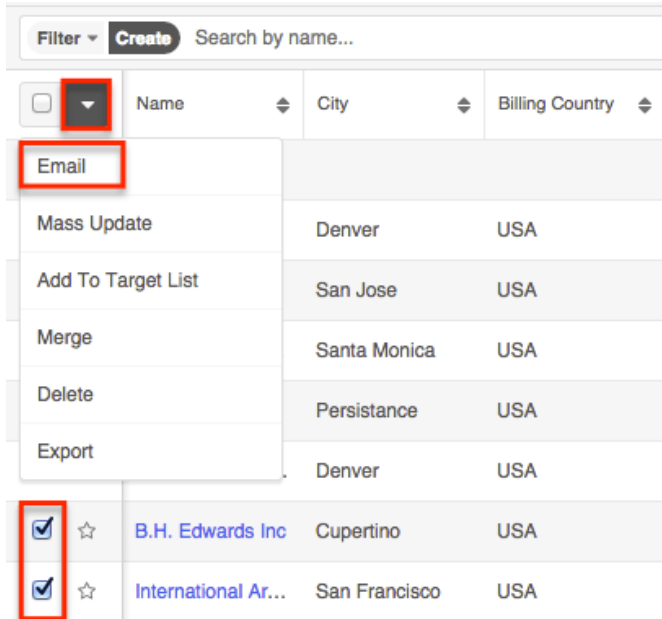 Filter Create Search by name...
Name City Billing Country
Email
Mass Update
Denver USA
Add To Target List
San Jose USA
Merge
Santa Monica USA
Delete
Persistance USA
Export
. Denver USA
B.H. Edwards Inc Cupertino USA
International Ar... San Francisco USA